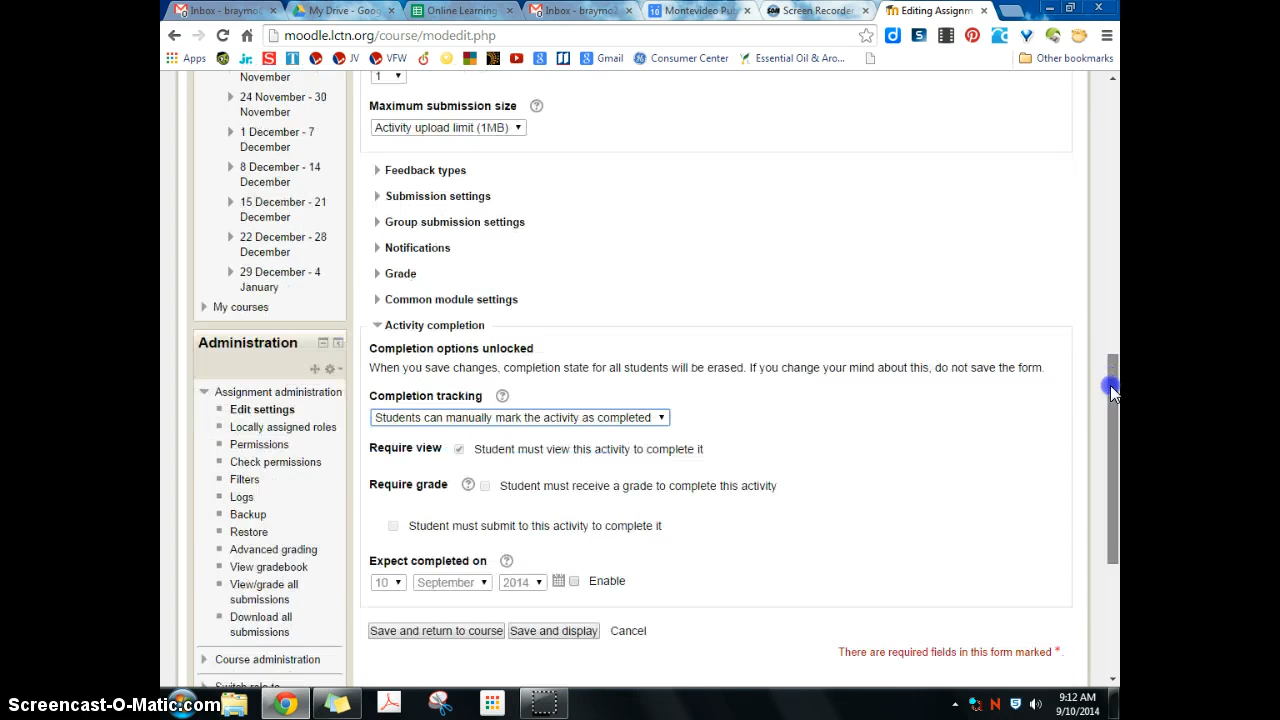 Inbox - braymo
My Drive - Goog
Online Learning
Inbox - braymo
Montevideo Pu
Screen Recorder
Editing Assignm
moodle.lctn.org/course/modedit.php
Apps
Jr.
JV
VFW
Gmail
Consumer Center
Essential Oil & Aro...
Other bookmarks
November
24 November - 30
November
1 December - 7
December
8 December - 14
December
15 December - 21
December
22 December - 28
December
29 December - 4
January
My courses
Administration
Assignment administration
Edit settings
Locally assigned roles
Permissions
Check permissions
Filters
Logs
Backup
Restore
Advanced grading
View gradebook
View/grade all
submissions
Download all
submissions
Course administration
Switch role to
1
Maximum submission size
Activity upload limit (1MB)
Feedback types
Submission settings
Group submission settings
Notifications
Grade
Common module settings
Activity completion
Completion options unlocked
When you save changes, completion state for all students will be erased. If you change your mind about this, do not save the form.
Completion tracking
Students can manually mark the activity as completed
Require view Student must view this activity to complete it
Require grade Student must receive a grade to complete this activity
Student must submit to this activity to complete it
Expect completed on
10 September 2014 Enable
Save and return to course Save and display Cancel
There are required fields in this form marked *.
Screencast-O-Matic.com
9:12 AM
9/10/2014